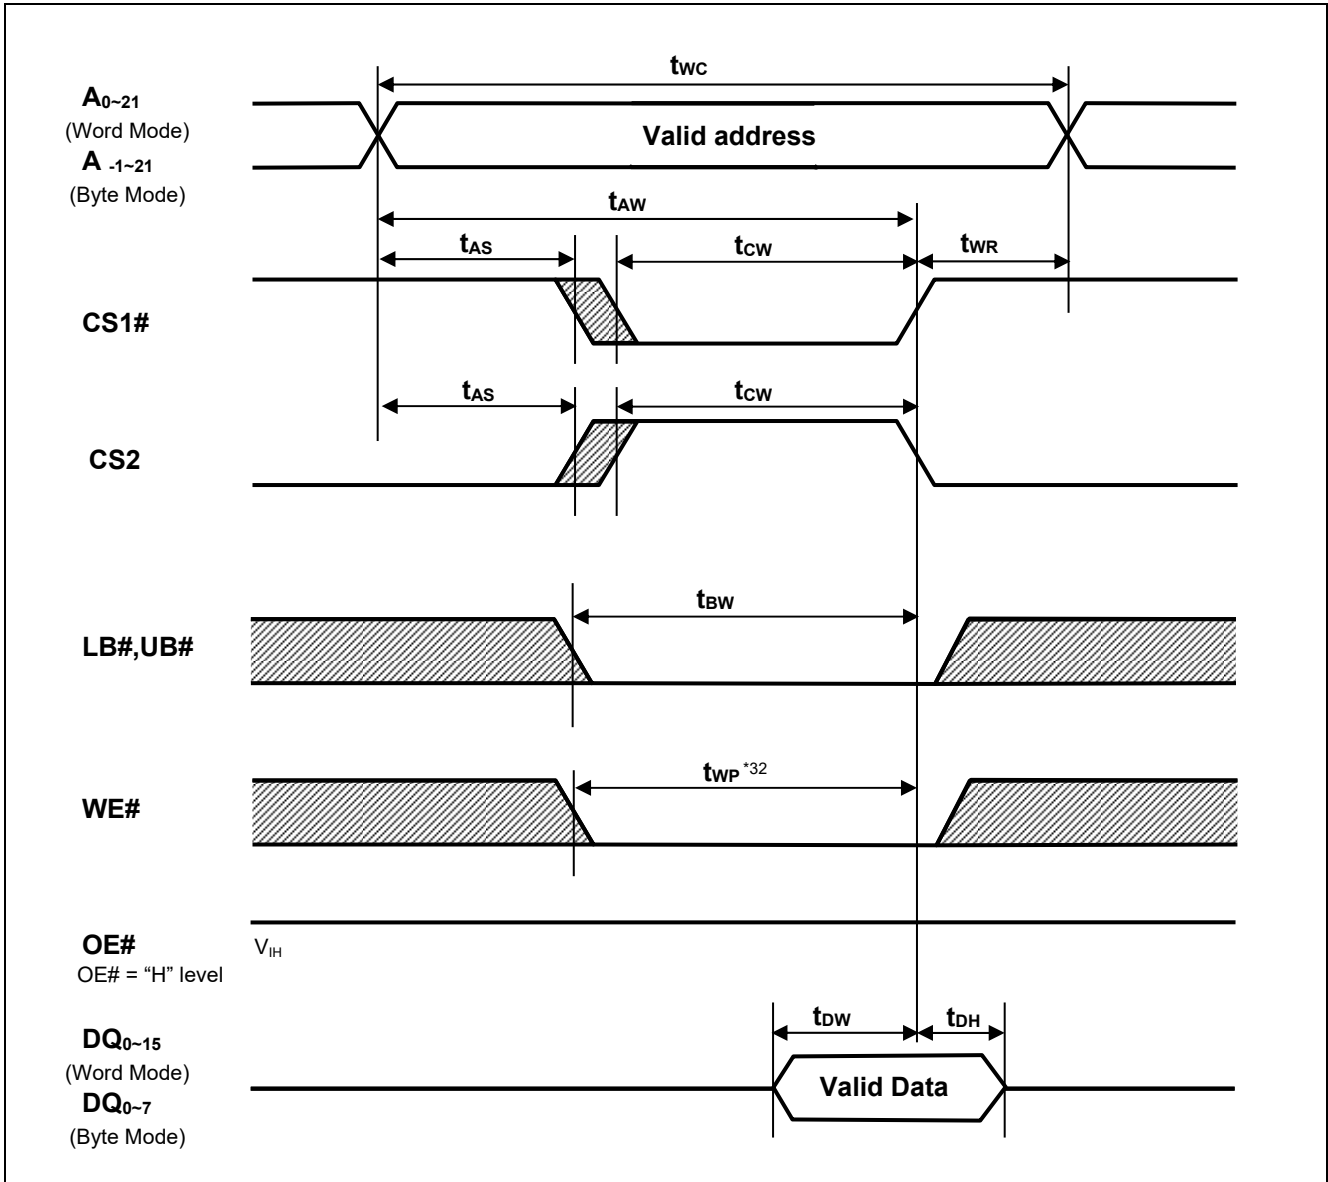 tWC
A0~21
(Word Mode)
Valid address
A -1~21
(Byte Mode)
tAW
tAS
tCW
tWR
CS1#
tAS
tCW
CS2
tBW
LB#,UB#
tWP *32
WE#
OE#
VIH
OE# = “H” level
tDW
tDH
DQ0~15
(Word Mode)
Valid Data
DQ0~7
(Byte Mode)